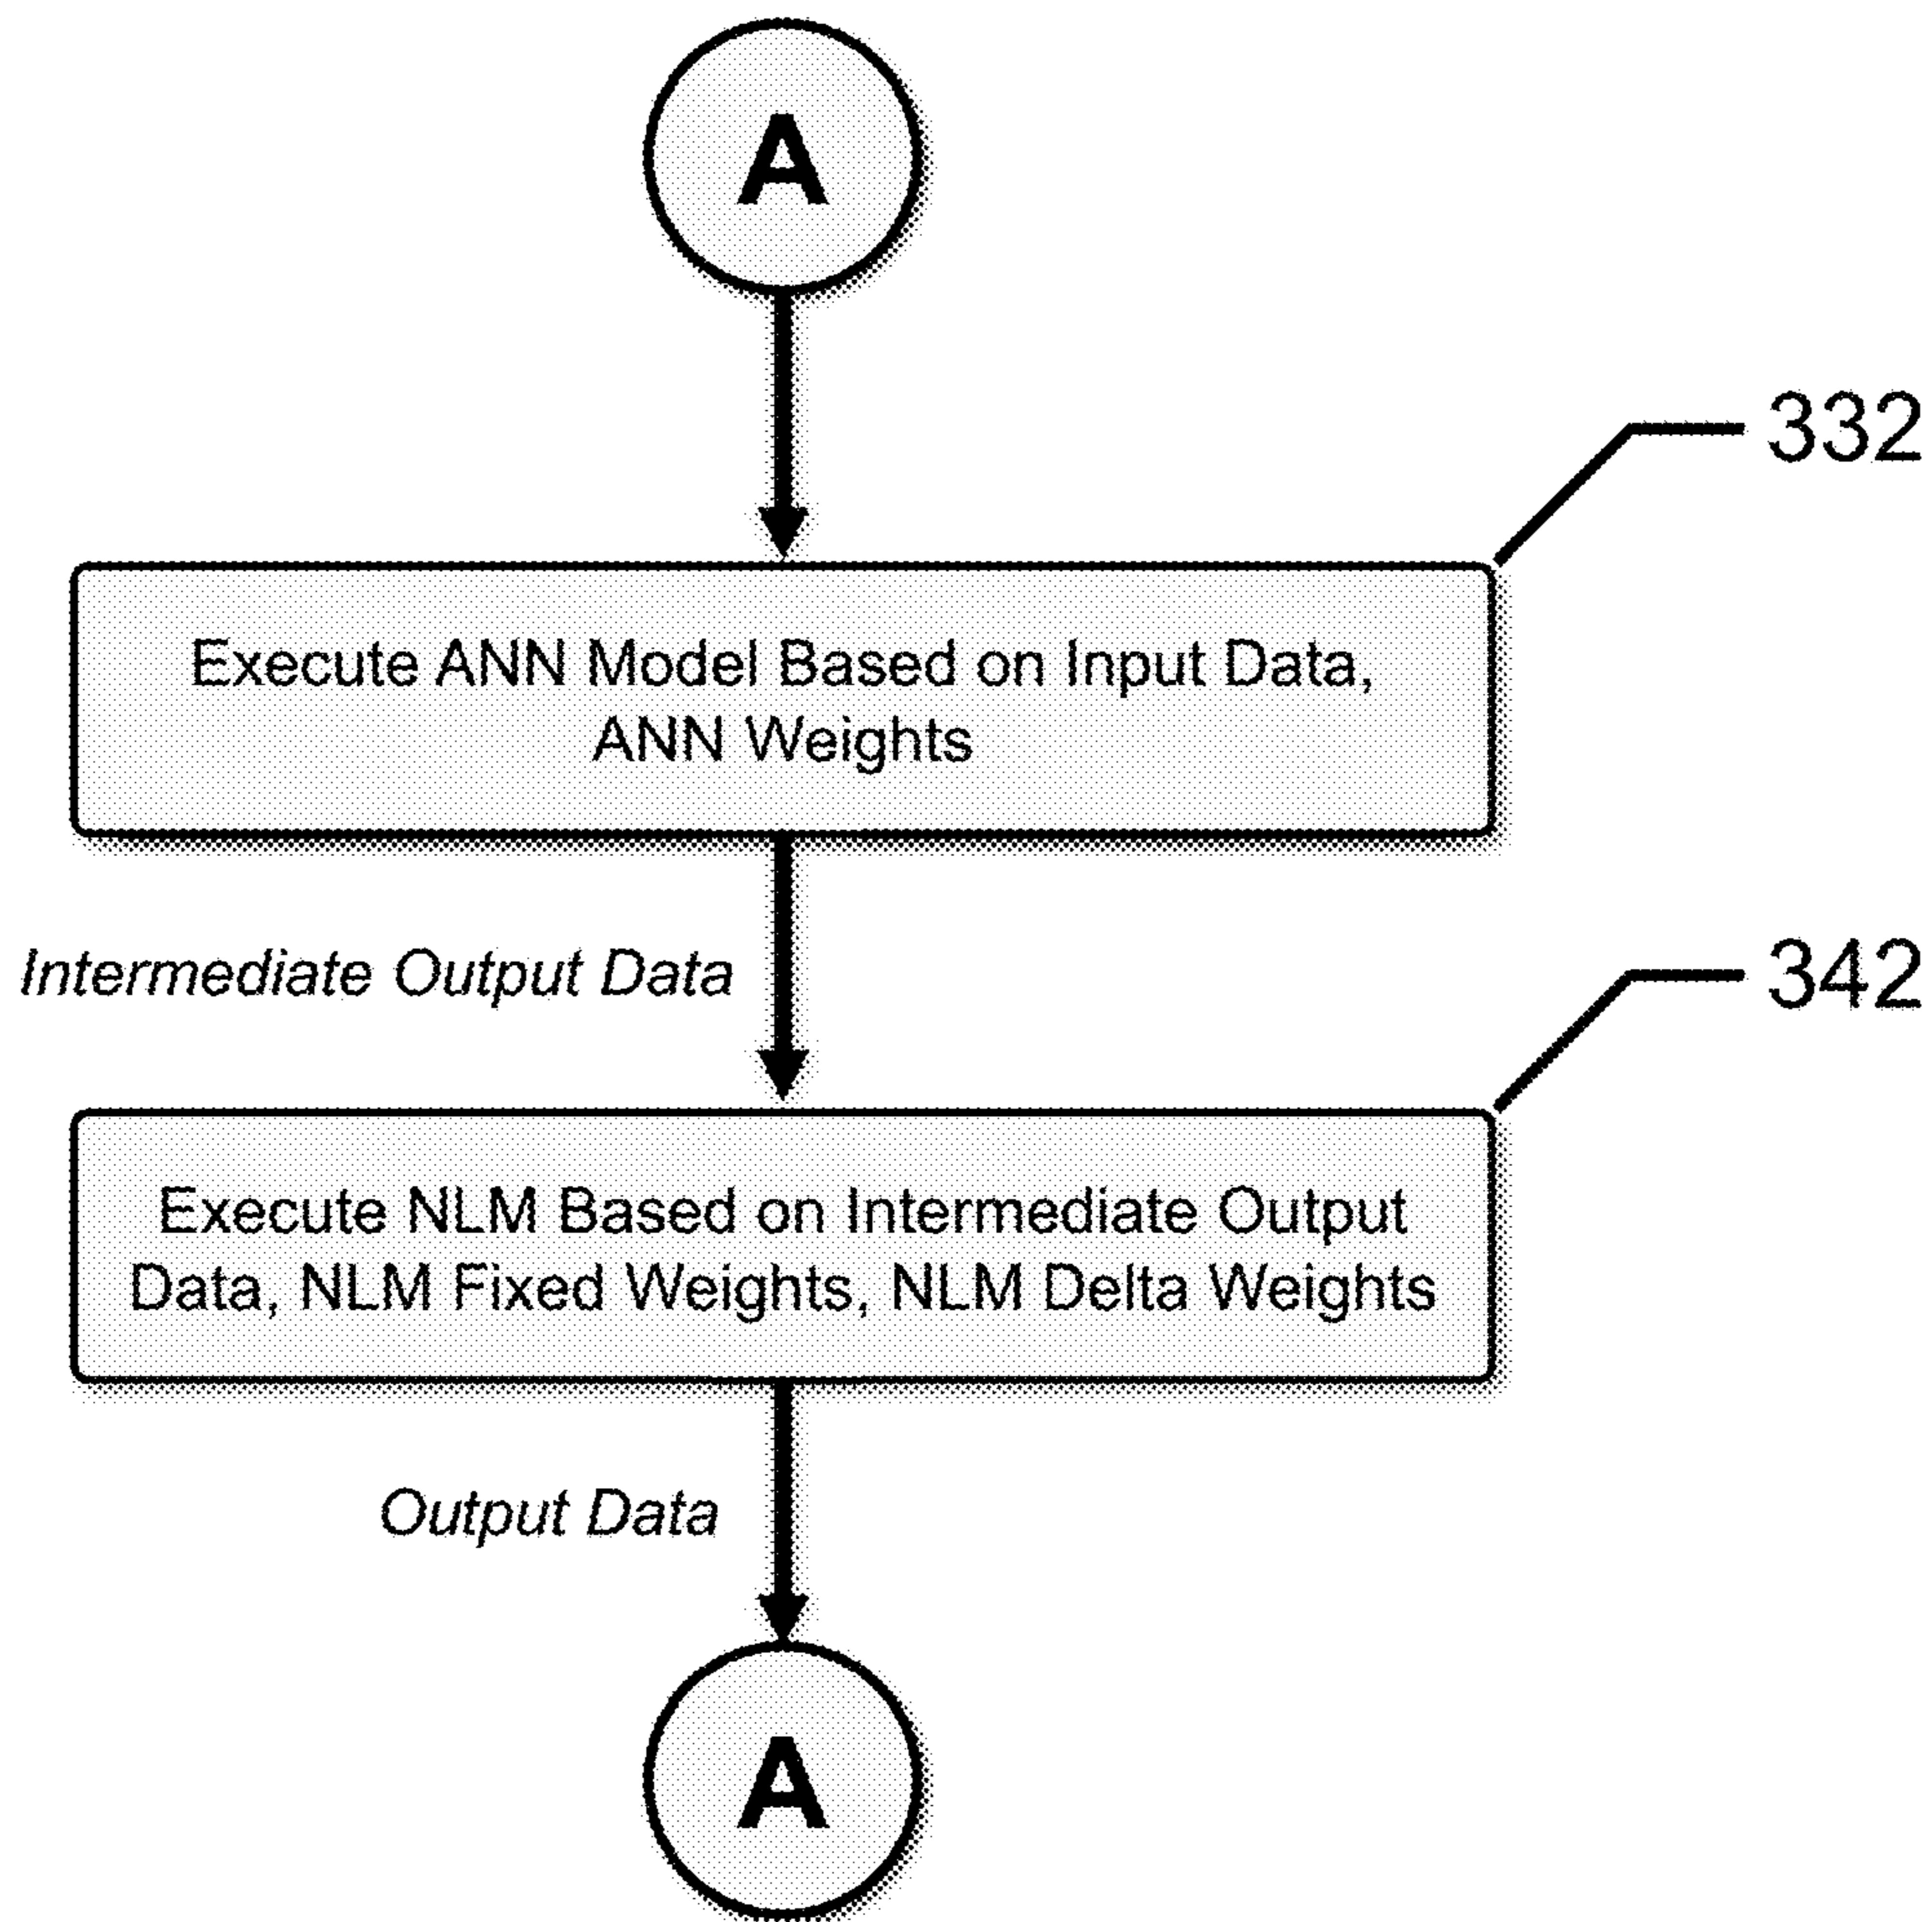 A
332
Execute ANN Model Based on Input Data,
ANN Weights
Intermediate Output Data
342
Execute NLM Based on Intermediate Output
Data, NLM Fixed Weights, NLM Delta Weights
Output Data
A